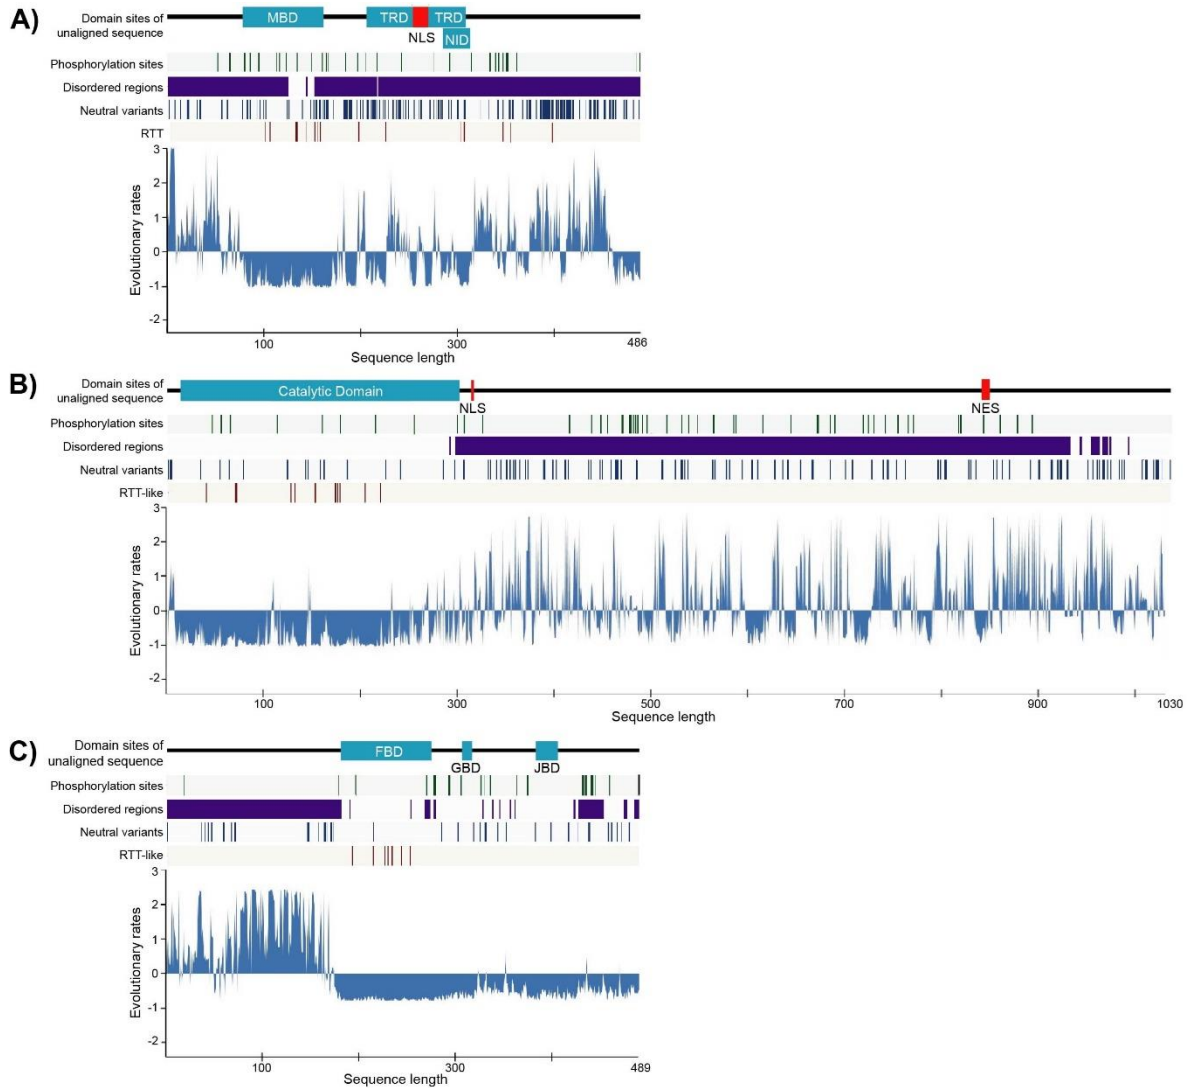 A)
Domain sites of
unaligned sequence
MBD
TRD
TRD
NLS
NID
Phosphorylation sites
Disordered regions
Neutral variants
RTT
Evolutionary rates
3
2
1
0
-1
-2
100
300
486
Sequence length
B)
Domain sites of
unaligned sequence
Catalytic Domain
NLS
NES
Phosphorylation sites
Disordered regions
Neutral variants
RTT-like
Evolutionary rates
3
2
1
0
-1
-2
100
300
500
700
900
1030
Sequence length
C)
Domain sites of
unaligned sequence
FBD
GBD
JBD
Phosphorylation sites
Disordered regions
Neutral variants
RTT-like
Evolutionary rates
3
2
1
0
-1
-2
100
300
489
Sequence length